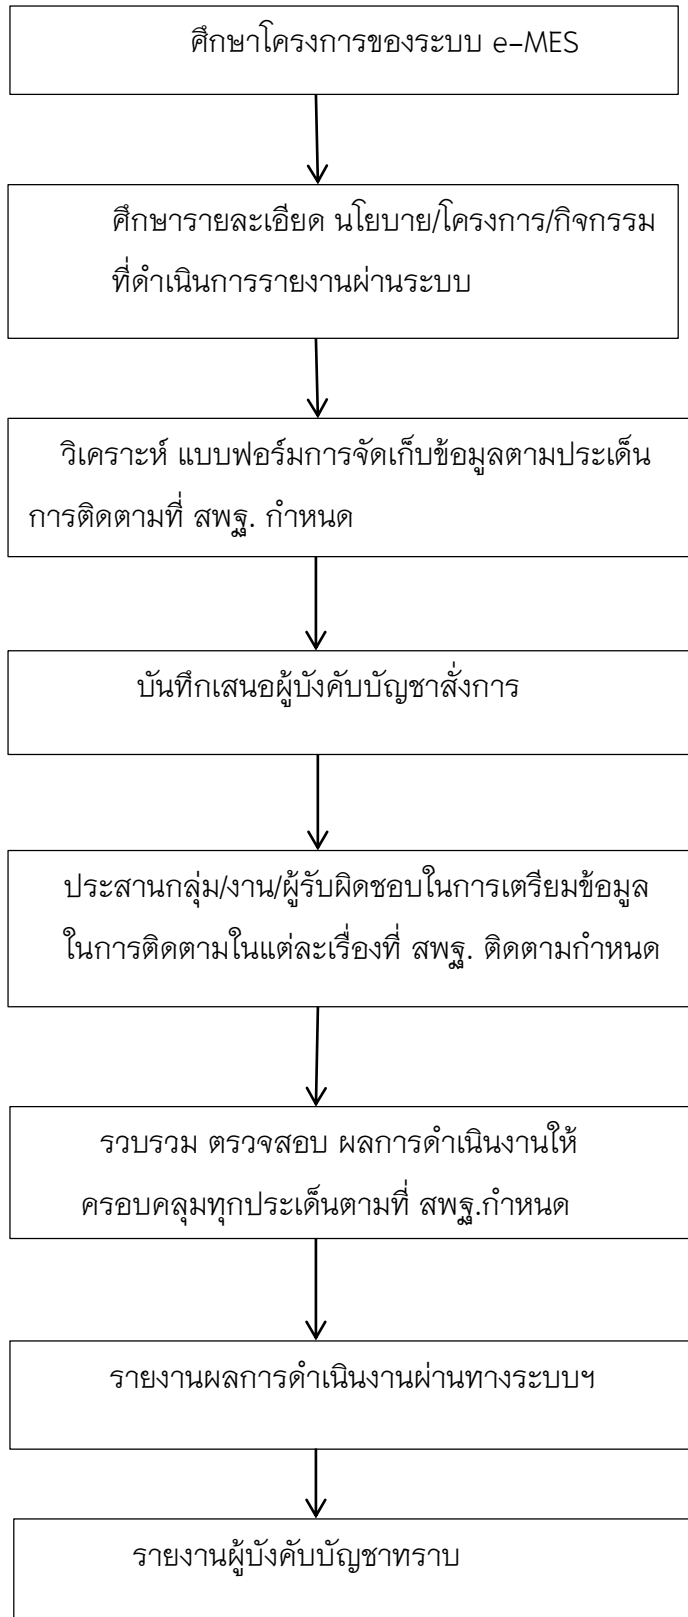 ศึกษาโครงการของระบบ e-MES
ศึกษารายละเอียด นโยบาย/โครงการ/กิจกรรม
ที่ดำเนินการรายงานผ่านระบบ
วิเคราะห์ แบบฟอร์มการจัดเก็บข้อมูลตามประเด็น
การติดตามที่ สพฐ. กำหนด
บันทึกเสนอผู้บังคับบัญชาสั่งการ
ประสานกลุ่ม/งาน/ผู้รับผิดชอบในการเตรียมข้อมูล
ในการติดตามในแต่ละเรื่องที่ สพฐ. ติดตามกำหนด
รวบรวม ตรวจสอบ ผลการดำเนินงานให้
ครอบคลุมทุกประเด็นตามที่ สพฐ.กำหนด
รายงานผลการดำเนินงานผ่านทางระบบฯ
รายงานผู้บังคับบัญชาทราบ